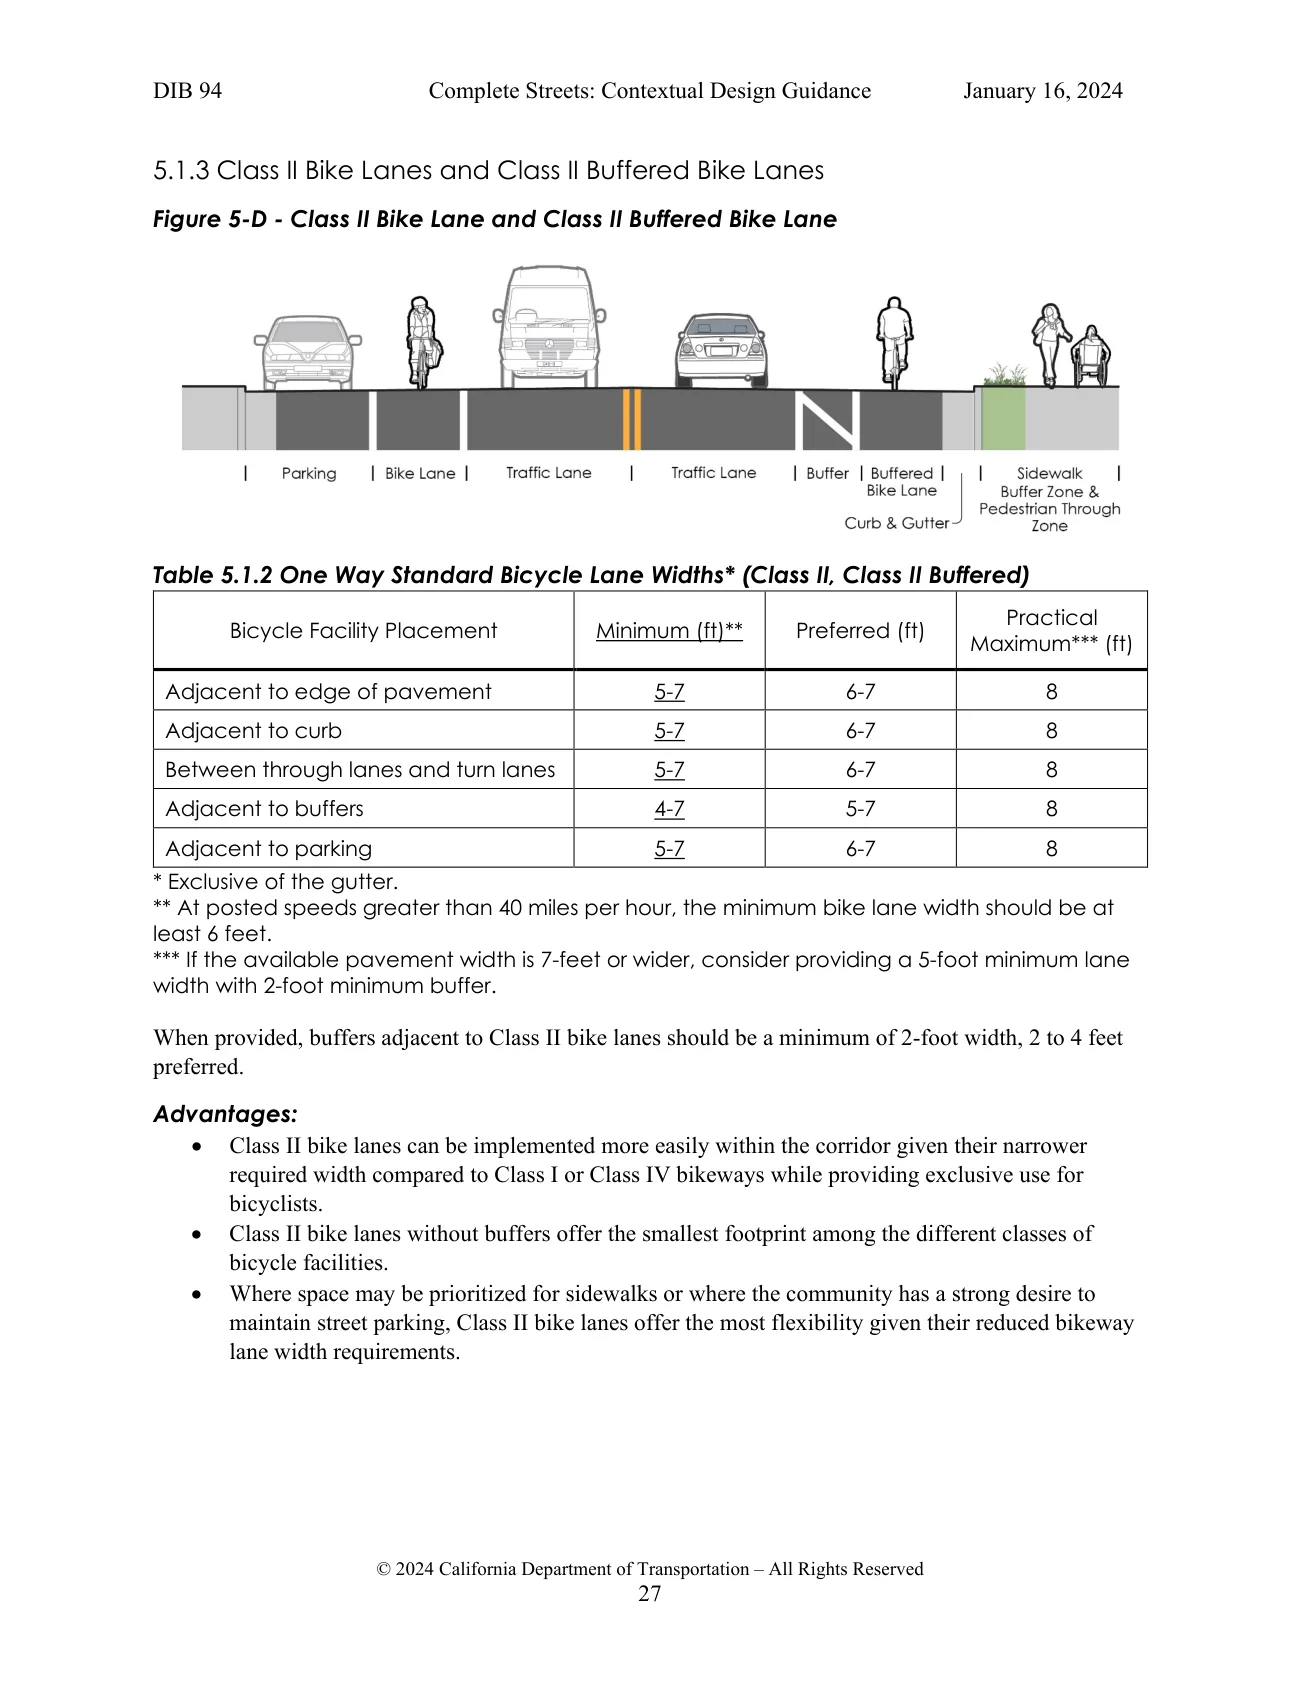 DIB 94 Complete Streets: Contextual Design Guidance January 16, 2024
5.1.3 Class II Bike Lanes and Class II Buffered Bike Lanes
Figure 5-D - Class II Bike Lane and Class II Buffered Bike Lane
| Parking | Bike Lane | Traffic Lane | Traffic Lane | Buffer | Buffered | | Sidewalk |
Bike Lane Buffer Zone &
Pedestrian Through
Curb & Gutter Zone
Table 5.1.2 One Way Standard Bicycle Lane Widths* (Class II, Class II Buffered)
Bicycle Facility Placement Minimum (ft)** Preferred (ft) Practical
Maximum*** (ft)
Adjacent to edge of pavement 5-7 6-7 8
Adjacent to curb 5-7 6-7 8
Between through lanes and turn lanes 5-7 6-7 8
Adjacent to buffers 4-7 5-7 8
Adjacent to parking 5-7 6-7 8
* Exclusive of the gutter.
** At posted speeds greater than 40 miles per hour, the minimum bike lane width should be at
least 6 feet.
*** If the available pavement width is 7-feet or wider, consider providing a 5-foot minimum lane
width with 2-foot minimum buffer.
When provided, buffers adjacent to Class II bike lanes should be a minimum of 2-foot width, 2 to 4 feet
preferred.
Advantages:
• Class II bike lanes can be implemented more easily within the corridor given their narrower
required width compared to Class I or Class IV bikeways while providing exclusive use for
bicyclists.
• Class II bike lanes without buffers offer the smallest footprint among the different classes of
bicycle facilities.
• Where space may be prioritized for sidewalks or where the community has a strong desire to
maintain street parking, Class II bike lanes offer the most flexibility given their reduced bikeway
lane width requirements.
© 2024 California Department of Transportation – All Rights Reserved
27